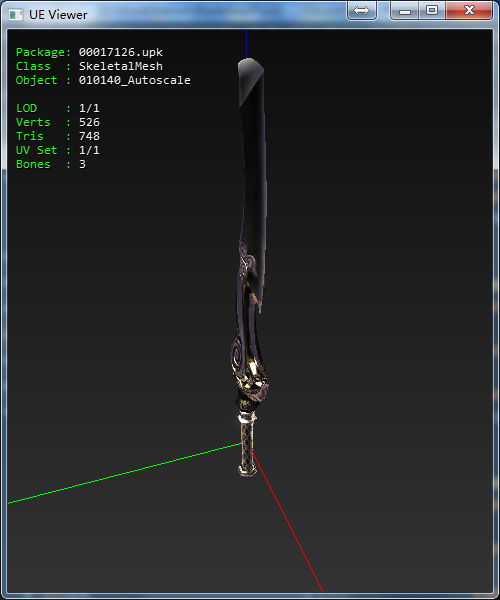 UE Viewer
Package: 00017126.upk
Class : SkeletalMesh
Object : 010140_Autoscale
LOD : 1/1
Verts : 526
Tris : 748
UV Set : 1/1
Bones : 3